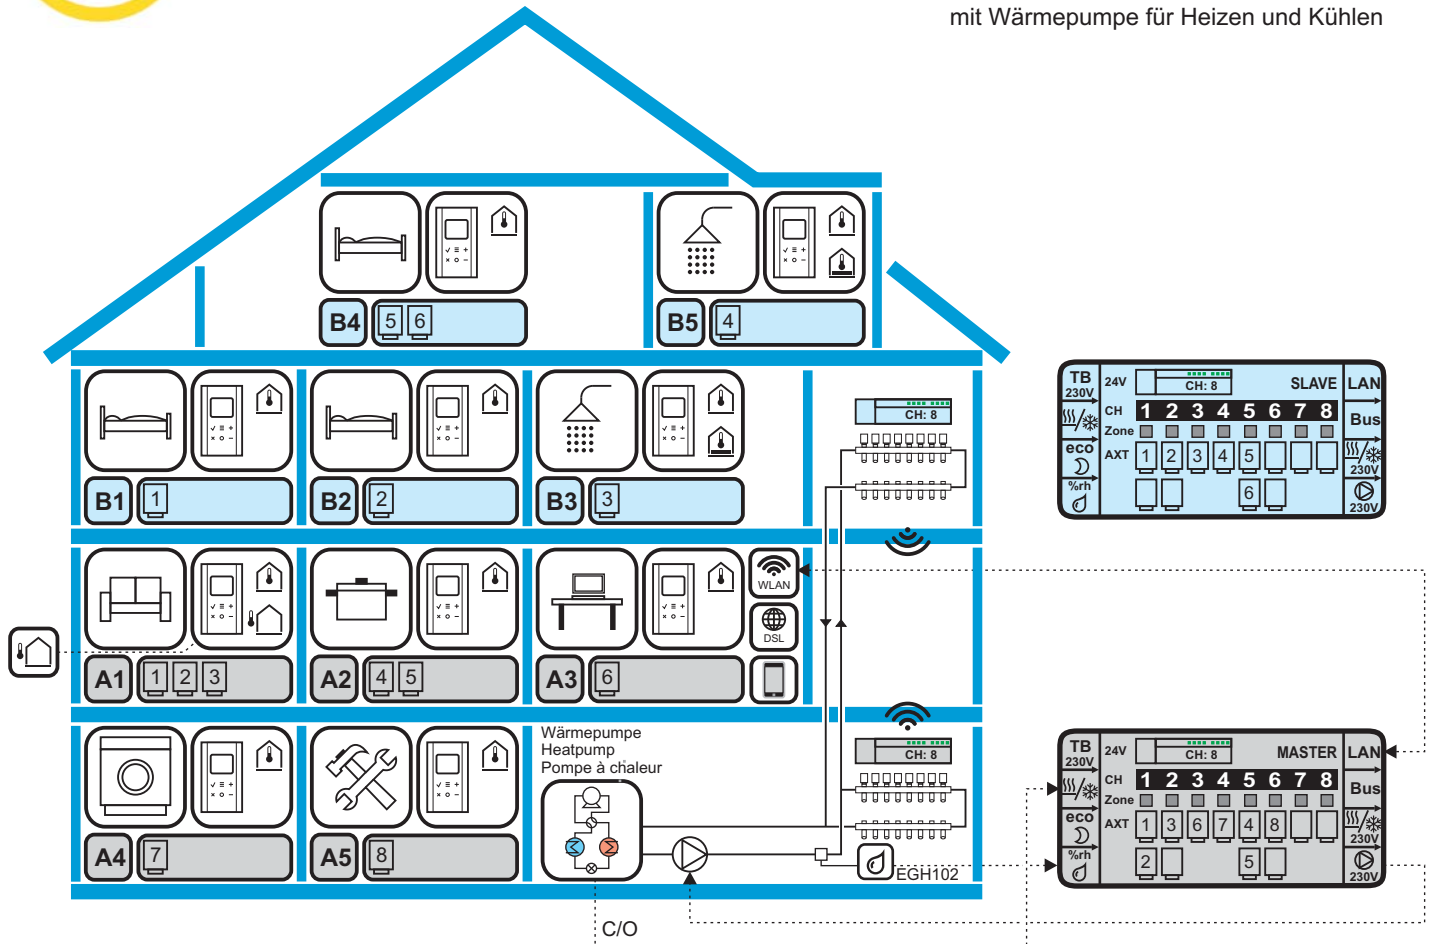 mit Wärmepumpe für Heizen und Kühlen
B4 5 6
B5 4
B1 1
B2 2
B3 3
CH: 8
TB
230V
24V
CH: 8
SLAVE
LAN
CH 1 2 3 4 5 6 7 8
Bus
Zone
eco
AXT 1 2 3 4 5
230V
%rh
6
230V
WLAN
DSL
A1 1 2 3
A2 4 5
A3 6
Wärmepumpe
Heatpump
Pompe à chaleur
CH: 8
A4 7
A5 8
EGH102
C/O
TB
230V
24V
CH: 8
MASTER
LAN
CH 1 2 3 4 5 6 7 8
Bus
Zone
eco
AXT 1 3 6 7 4 8
230V
%rh
2 5
230V